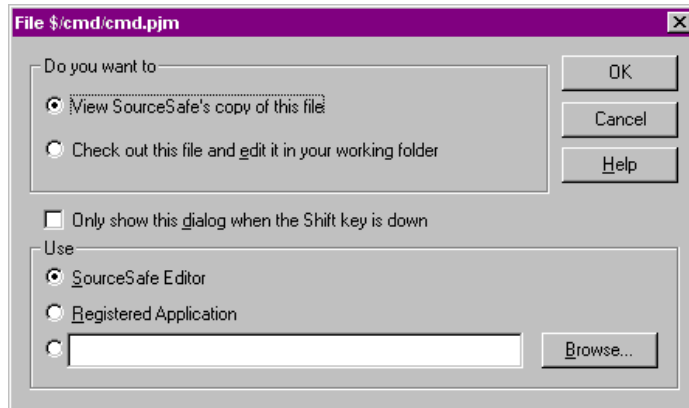 File $/cmd/cmd.pjm
Do you want to
View SourceSafe's copy of this file
Check out this file and edit it in your working folder
OK
Cancel
Help
Only show this dialog when the Shift key is down
Use
SourceSafe Editor
Registered Application
Browse...